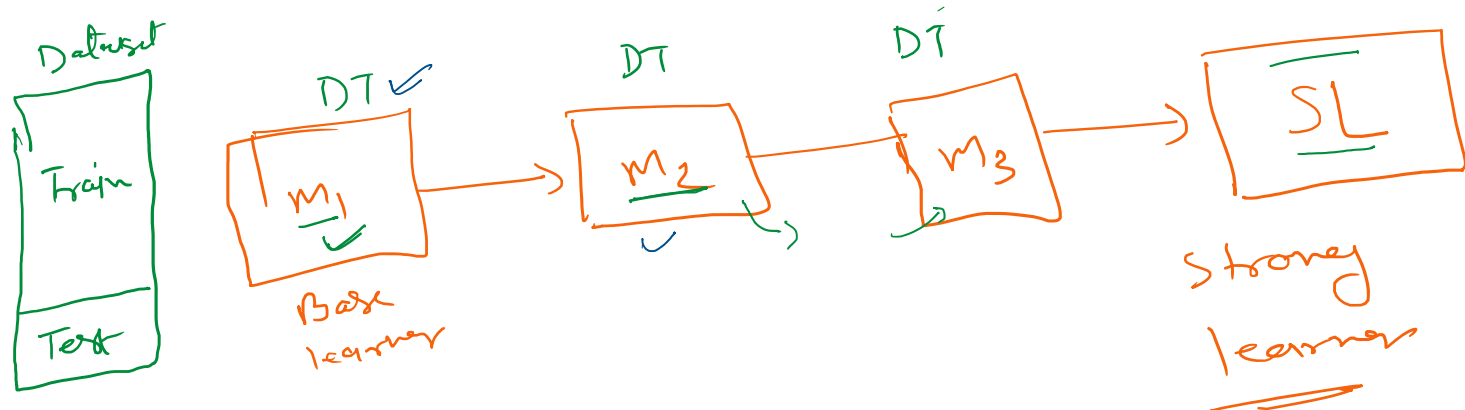 Dataset
Train
Test
DT
M1
Base
learner
DT
M2
DT
M3
SL
Strong
learner